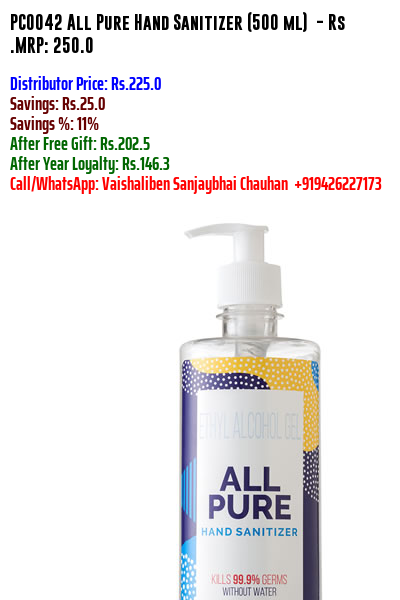 PC0042 All Pure Hand Sanitizer (500 ml) - Rs
.MRP: 250.0
Distributor Price: Rs.225.0
Savings: Rs.25.0
Savings %: 11%
After Free Gift: Rs.202.5
After Year Loyalty: Rs.146.3
Call/WhatsApp: Vaishaliben Sanjaybhai Chauhan +919426227173
ETHYL ALCOHOL GEL
ALL
PURE
HAND SANITIZER
KILLS 99.9% GERMS
WITHOUT WATER